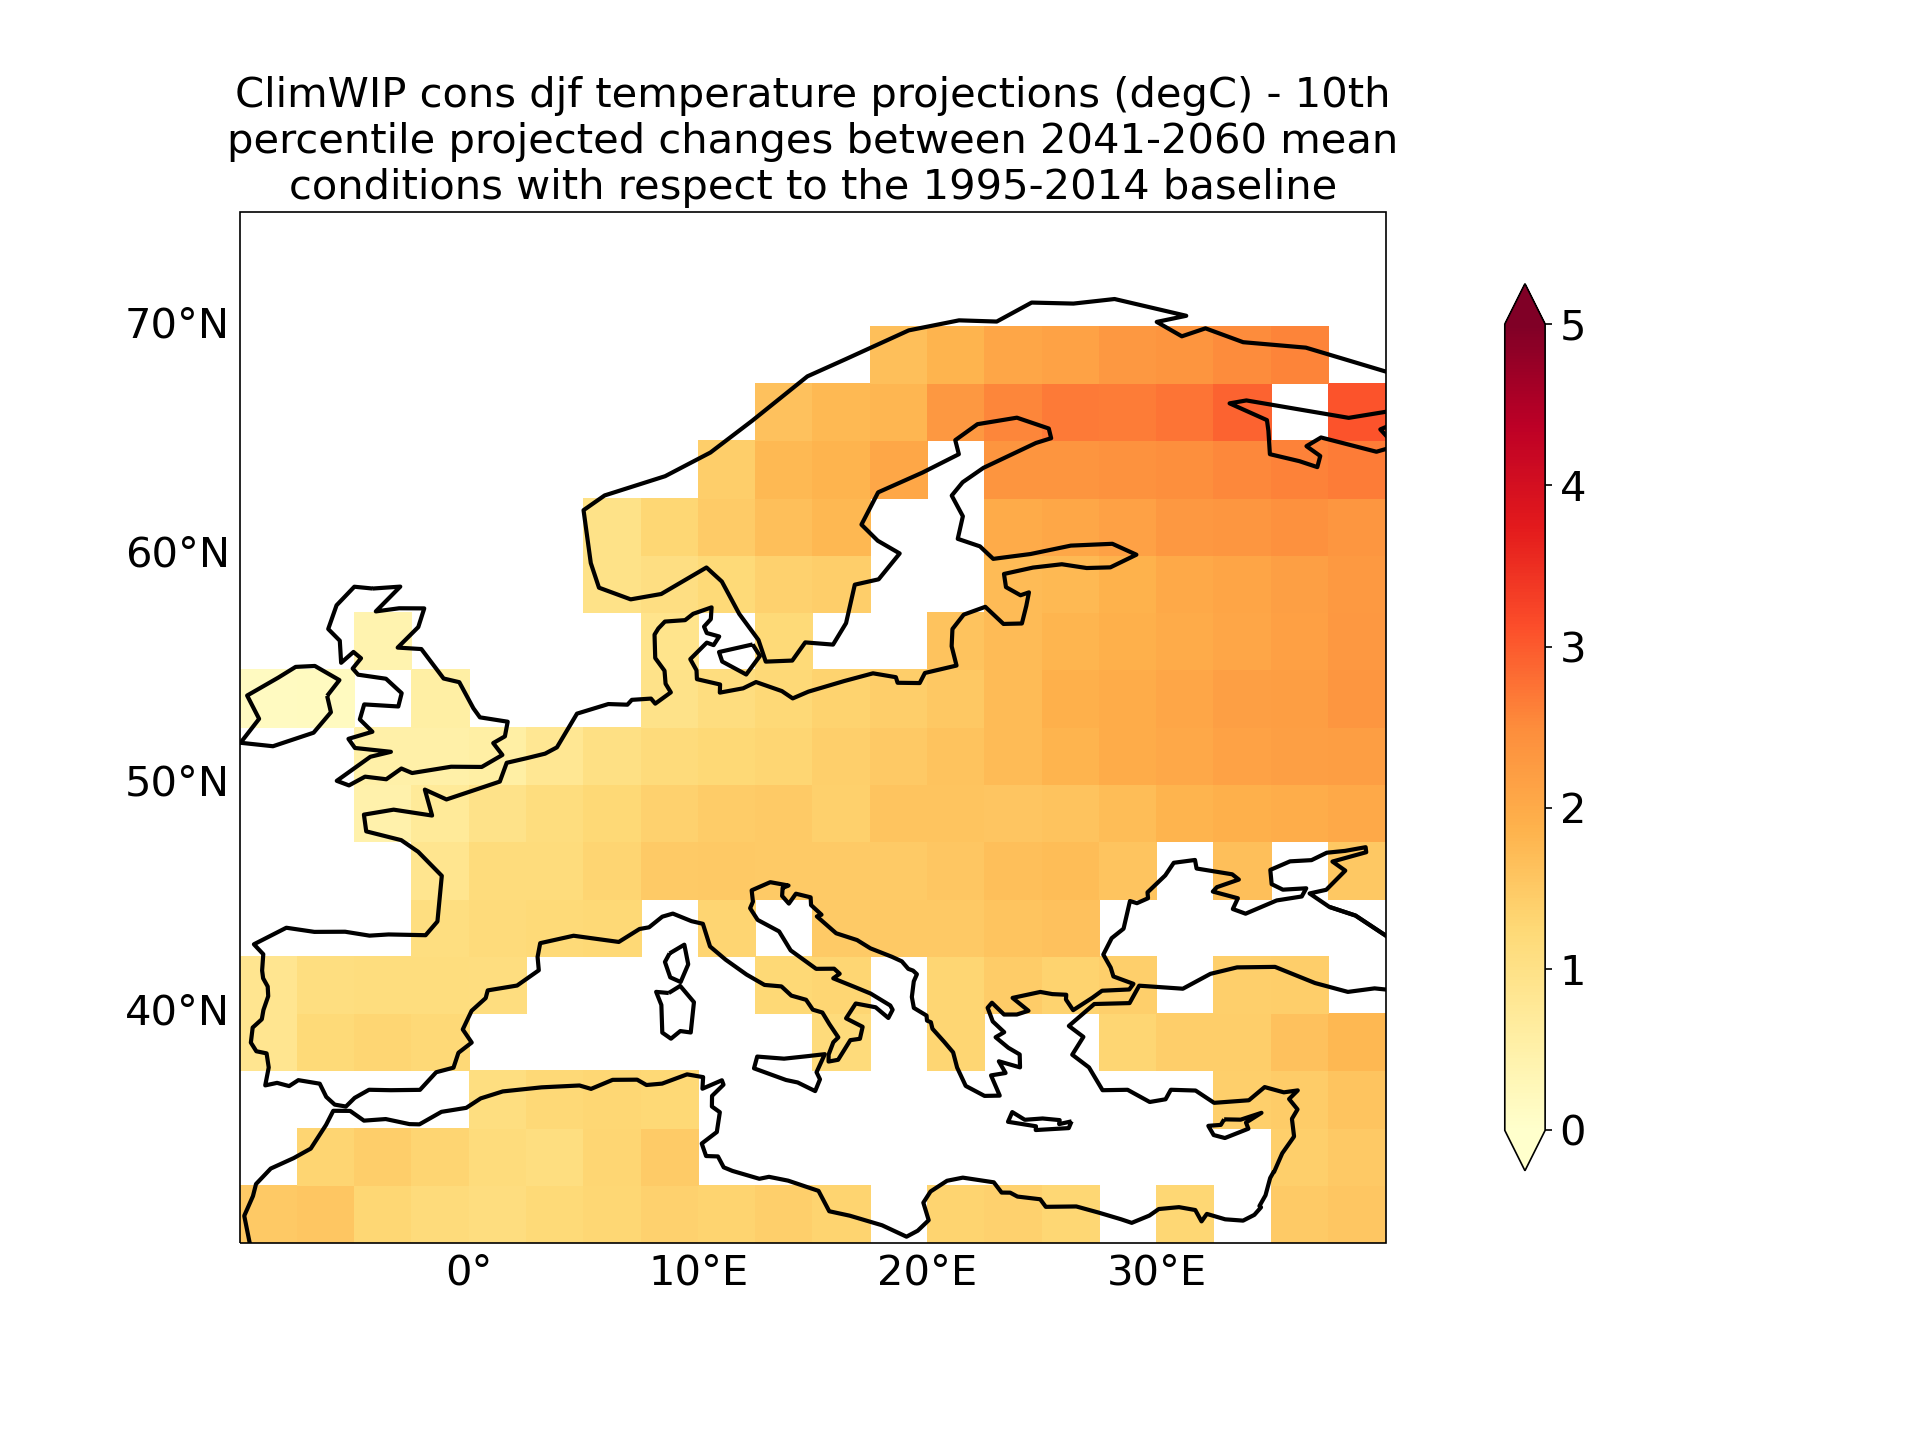 ClimWIP cons djf temperature projections (degC) - 10th
percentile projected changes between 2041-2060 mean
conditions with respect to the 1995-2014 baseline
70°N
60°N
50°N
40°N
0°
10°E
20°E
30°E
5
4
3
2
1
0